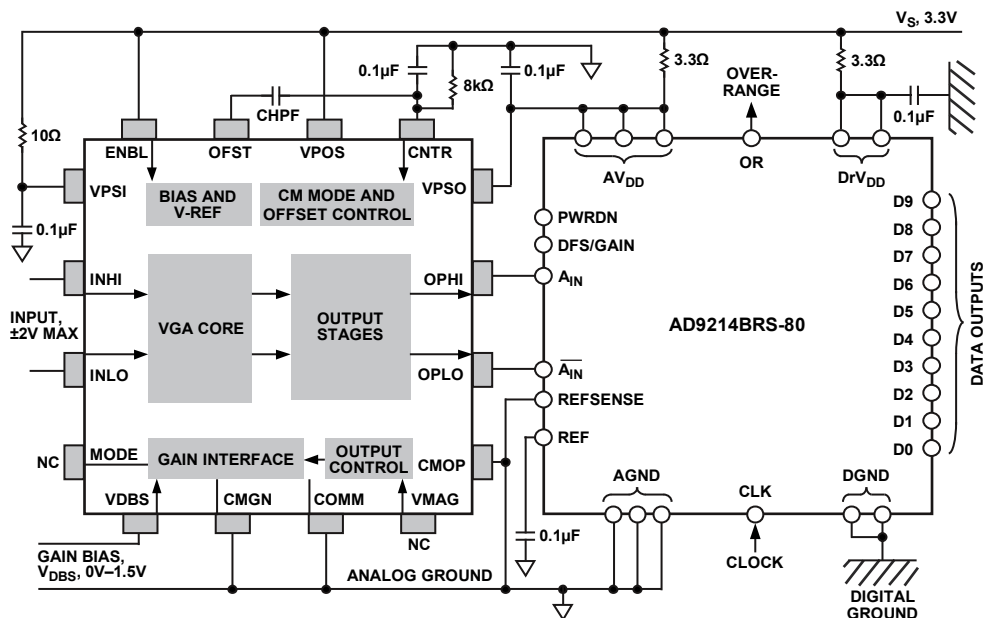 VS, 3.3V
0.1µF
8kΩ
0.1µF
3.3Ω
3.3Ω
OVER-
RANGE
0.1µF
CHPF
10Ω
ENBL
OFST
VPOS
CNTR
OR
AVDD
DrVDD
VPSI
BIAS AND
V-REF
CM MODE AND
OFFSET CONTROL
VPSO
0.1µF
PWRDN
DFS/GAIN
D9
D8
D7
D6
D5
D4
D3
D2
D1
D0
DATA OUTPUTS
INHI
OPHI
AIN
INPUT,
±2V MAX
VGA CORE
OUTPUT
STAGES
AD9214BRS-80
INLO
OPLO
AIN
REFSENSE
REF
NC
MODE
GAIN INTERFACE
OUTPUT
CONTROL
CMOP
VDBS
CMGN
COMM
VMAG
NC
AGND
CLK
DGND
0.1µF
GAIN BIAS,
VDBS, 0V–1.5V
ANALOG GROUND
CLOCK
DIGITAL
GROUND